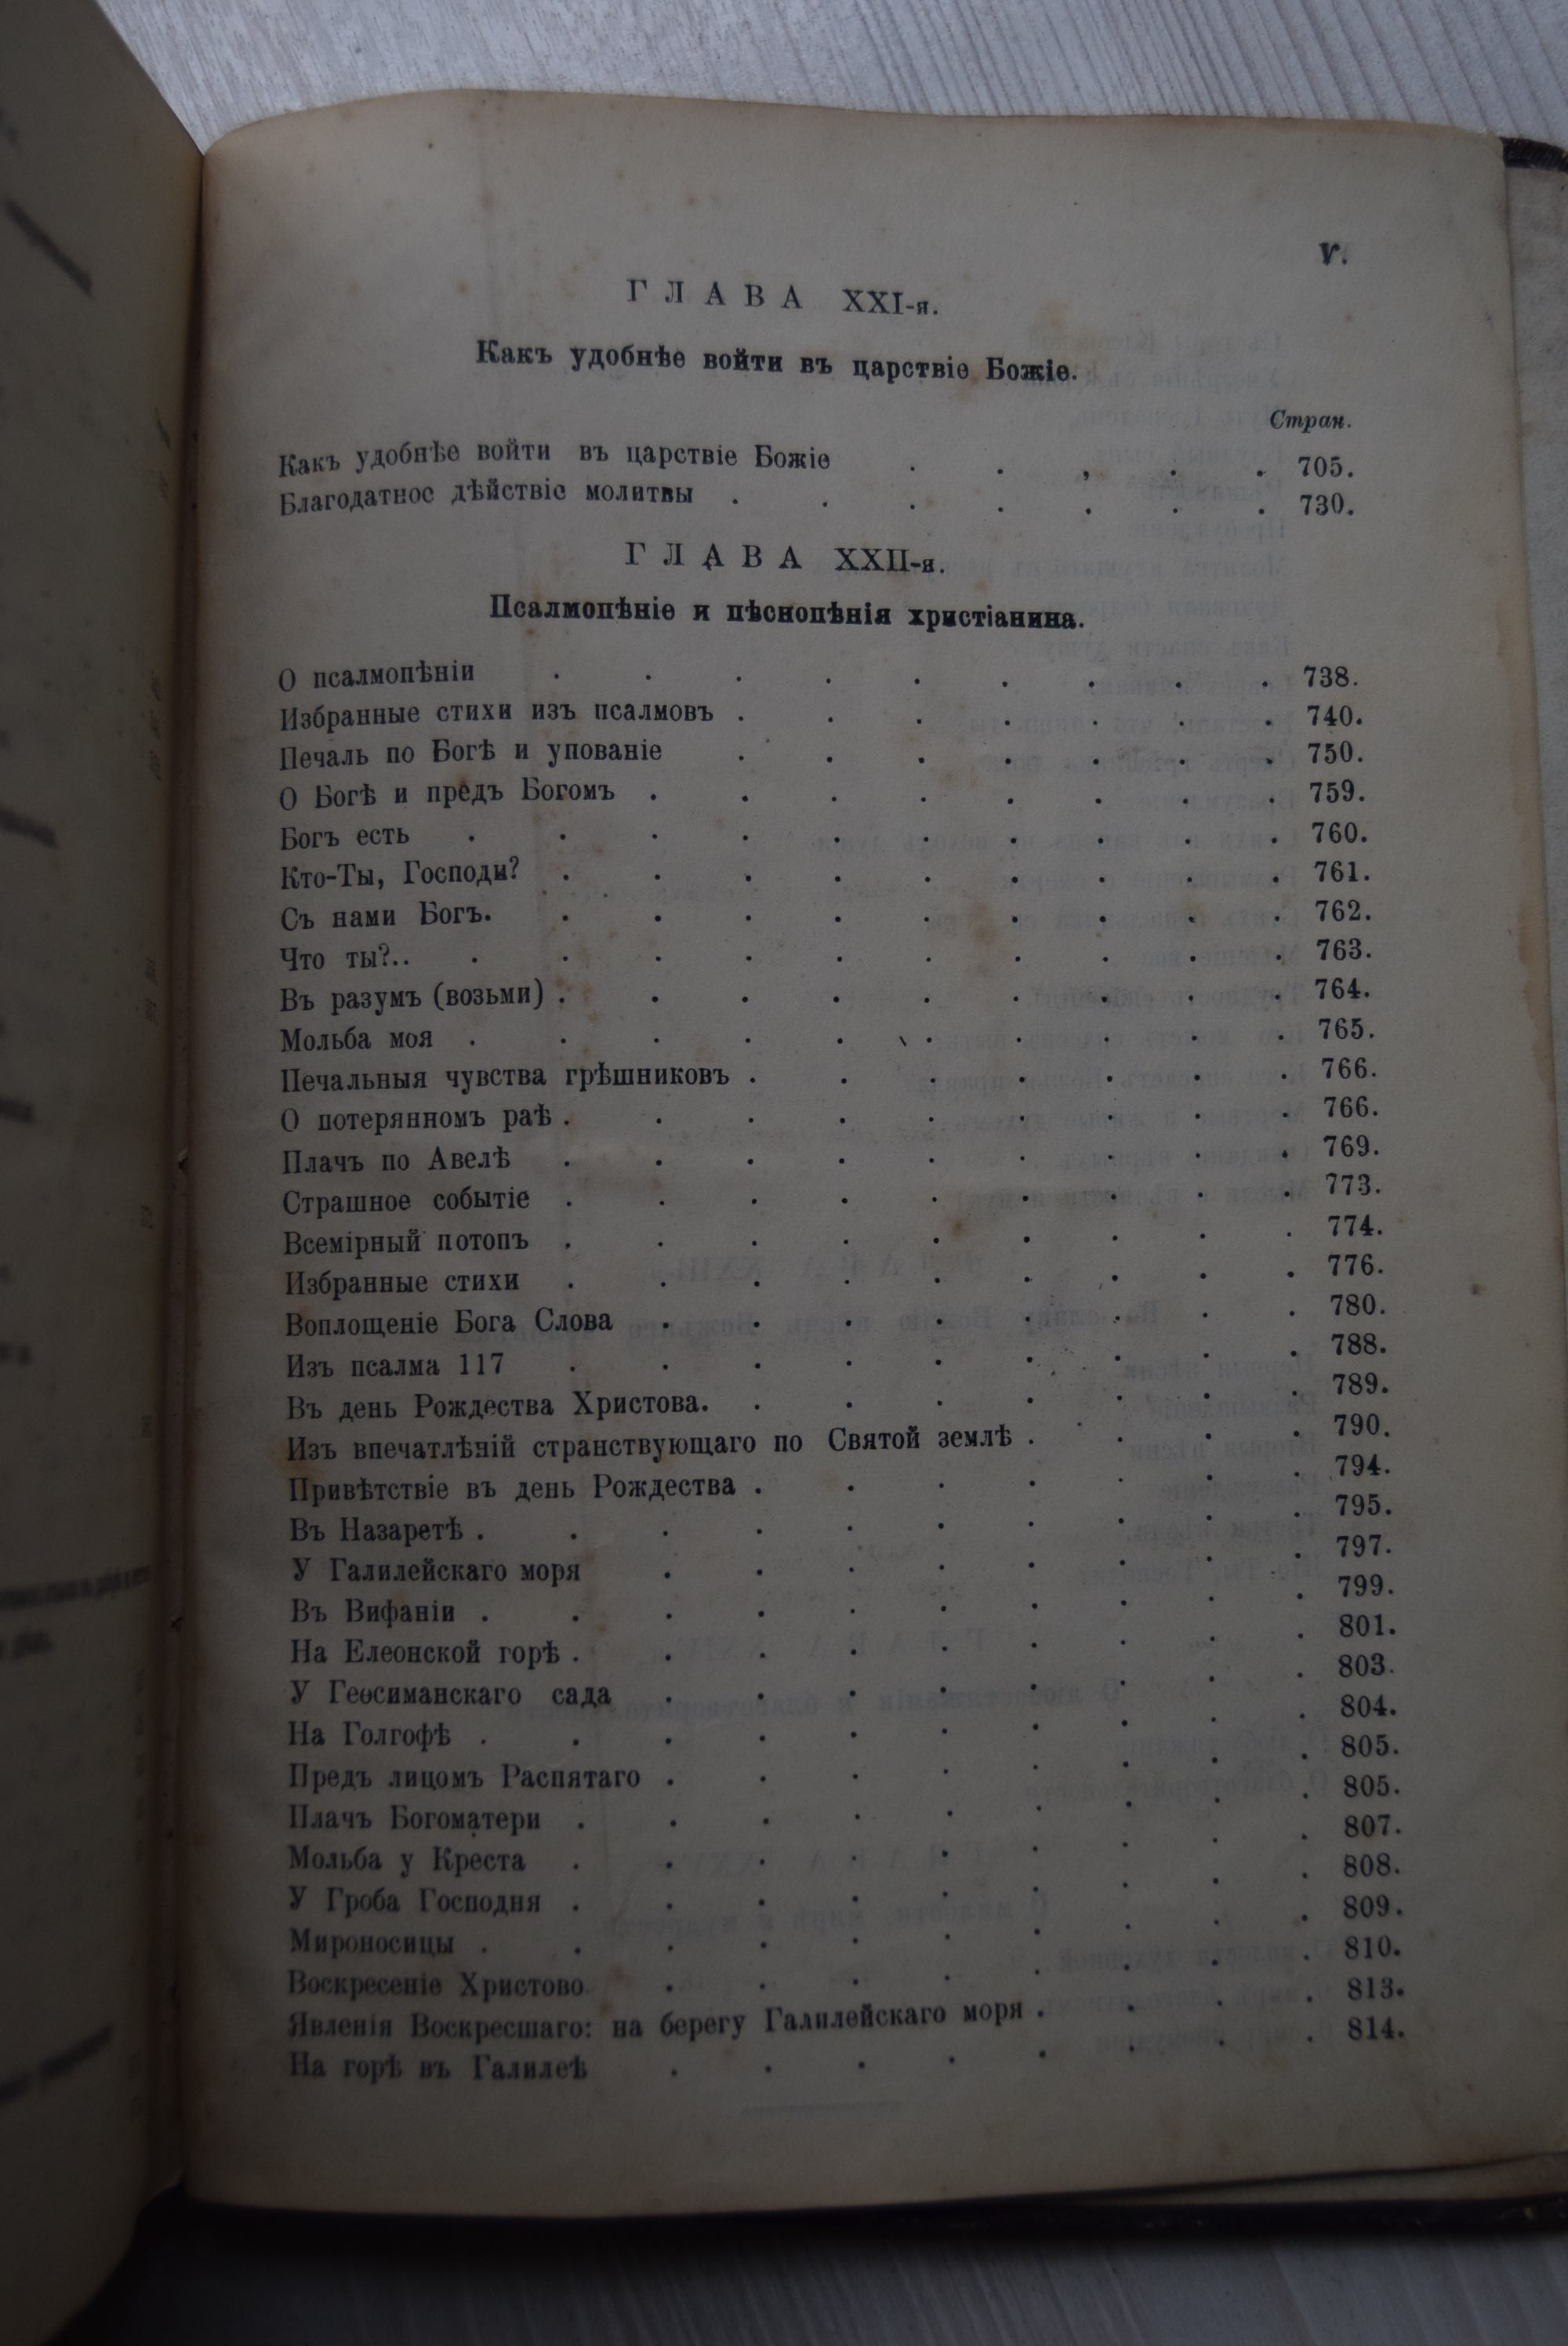 V.
ГЛАВА XXI-я.
Какъ удобнѣе войти въ царствіе Божіе.
Стран.
Какъ удобнѣе войти въ царствіе Божіе . . , . . 705.
Благодатное дѣйствіе молитвы . . . . . . . 730.
ГЛАВА XXII-я.
Псалмопѣніе и пѣснопѣнія христіанина.
О псалмопѣніи . . . . . . . . . 738.
Избранные стихи изъ псалмовъ . . . . . . . 740.
Печаль по Богѣ и упованіе . . . . . . . 750.
О Богѣ и предъ Богомъ . . . . . . . . 759.
Богъ есть . . . . . . . . . . 760.
Кто-Ты, Господи? . . . . . . . . . 761.
Съ нами Богъ. . . . . . . . . . 762.
Что ты?.. . . . . . . . . . . 763.
Въ разумъ (возьми) . . . . . . . . . 764.
Мольба моя . . . . . . . . . . 765.
Печальныя чувства грѣшниковъ . . . . . . . 766.
О потерянномъ раѣ . . . . . . . . . 766.
Плачъ по Авелѣ . . . . . . . . . 769.
Страшное событіе . . . . . . . . . 773.
Всемірный потопъ . . . . . . . . . 774.
Избранные стихи . . . . . . . . . 776.
Воплощеніе Бога Слова . . . . . . . . 780.
Изъ псалма 117 . . . . . . . . . 788.
Въ день Рождества Христова. . . . . . . . 789.
Изъ впечатлѣній странствующаго по Святой землѣ . . . . 790.
Привѣтствіе въ день Рождества . . . . . . . 794.
Въ Назаретѣ . . . . . . . . . . 795.
У Галилейскаго моря . . . . . . . . 797.
Въ Вифаніи . . . . . . . . . . 799.
На Елеонской горѣ . . . . . . . . . 801.
У Геѳсиманскаго сада . . . . . . . . 803.
На Голгофѣ . . . . . . . . . . 804.
Предъ лицомъ Распятаго . . . . . . . . 805.
Плачъ Богоматери . . . . . . . . . 805.
Мольба у Креста . . . . . . . . . 807.
У Гроба Господня . . . . . . . . . 808.
Мироносицы . . . . . . . . . . 809.
Воскресеніе Христово . . . . . . . . 810.
Явленія Воскресшаго: на берегу Галилейскаго моря . . . . 813.
На горѣ въ Галилеѣ . . . . . . . . 814.